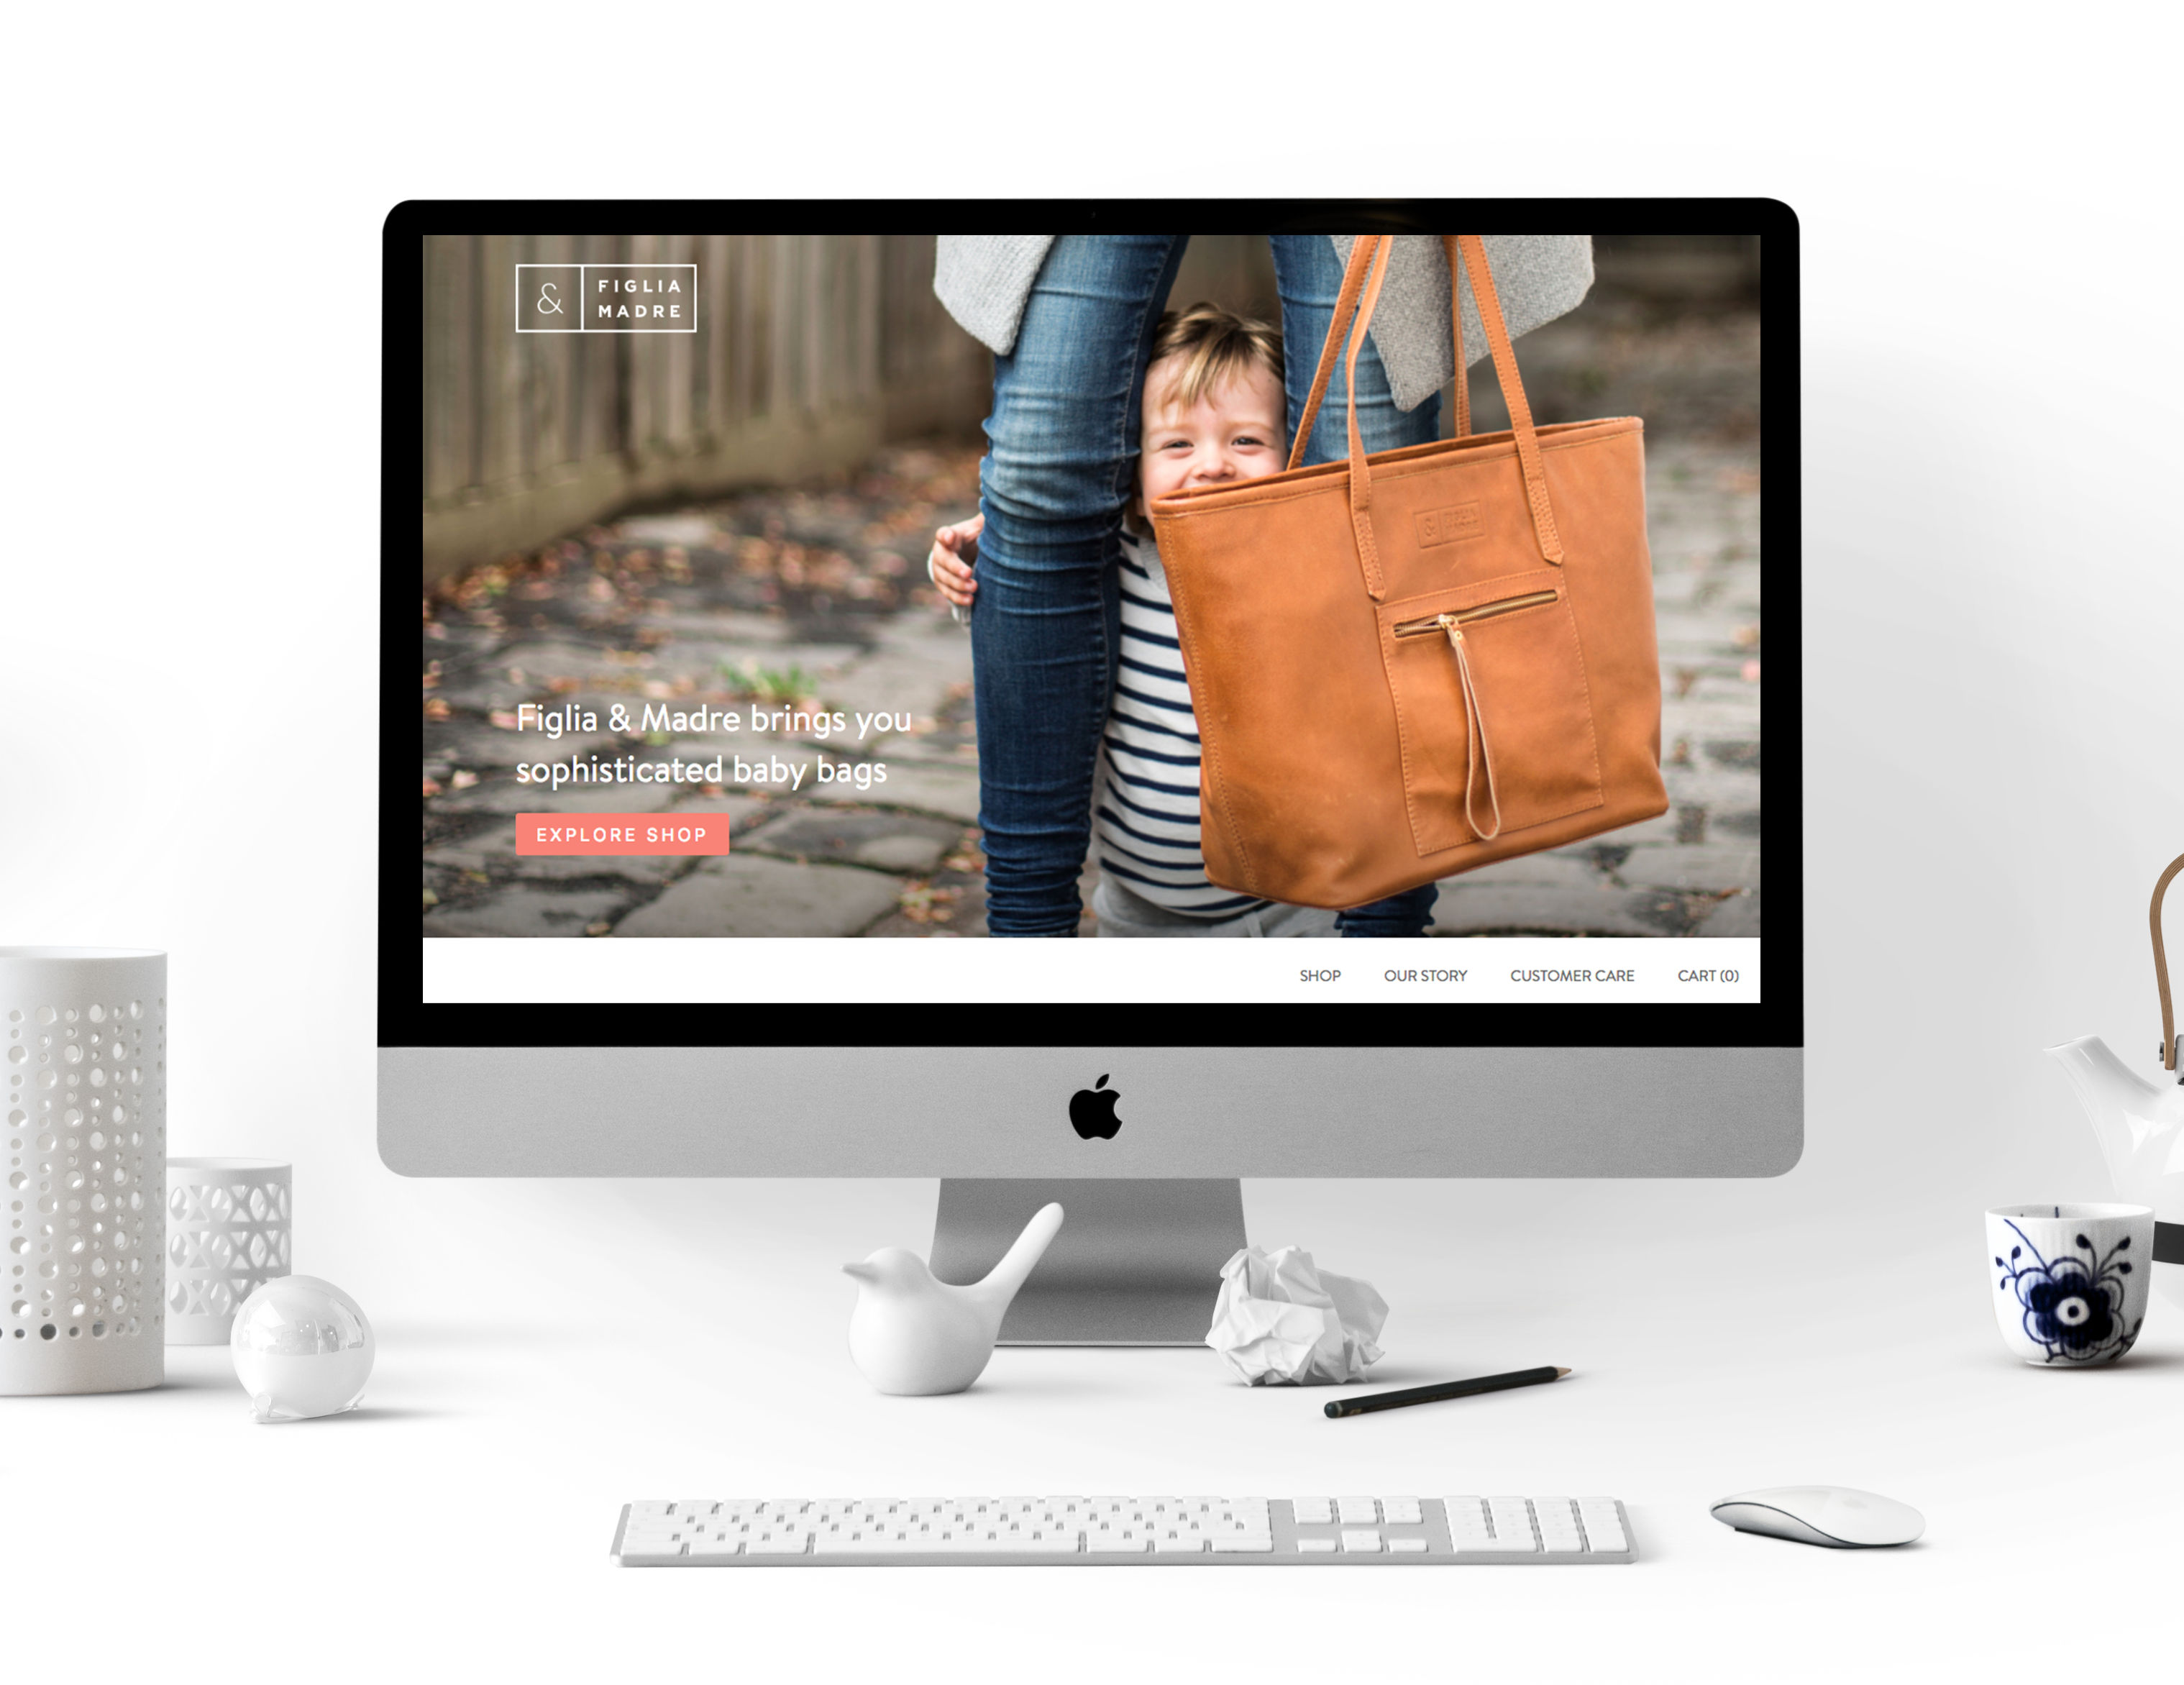 &
FIGLIA
MADRE
Figlia & Madre brings you
sophisticated baby bags
EXPLORE SHOP
SHOP OUR STORY CUSTOMER CARE CART (0)